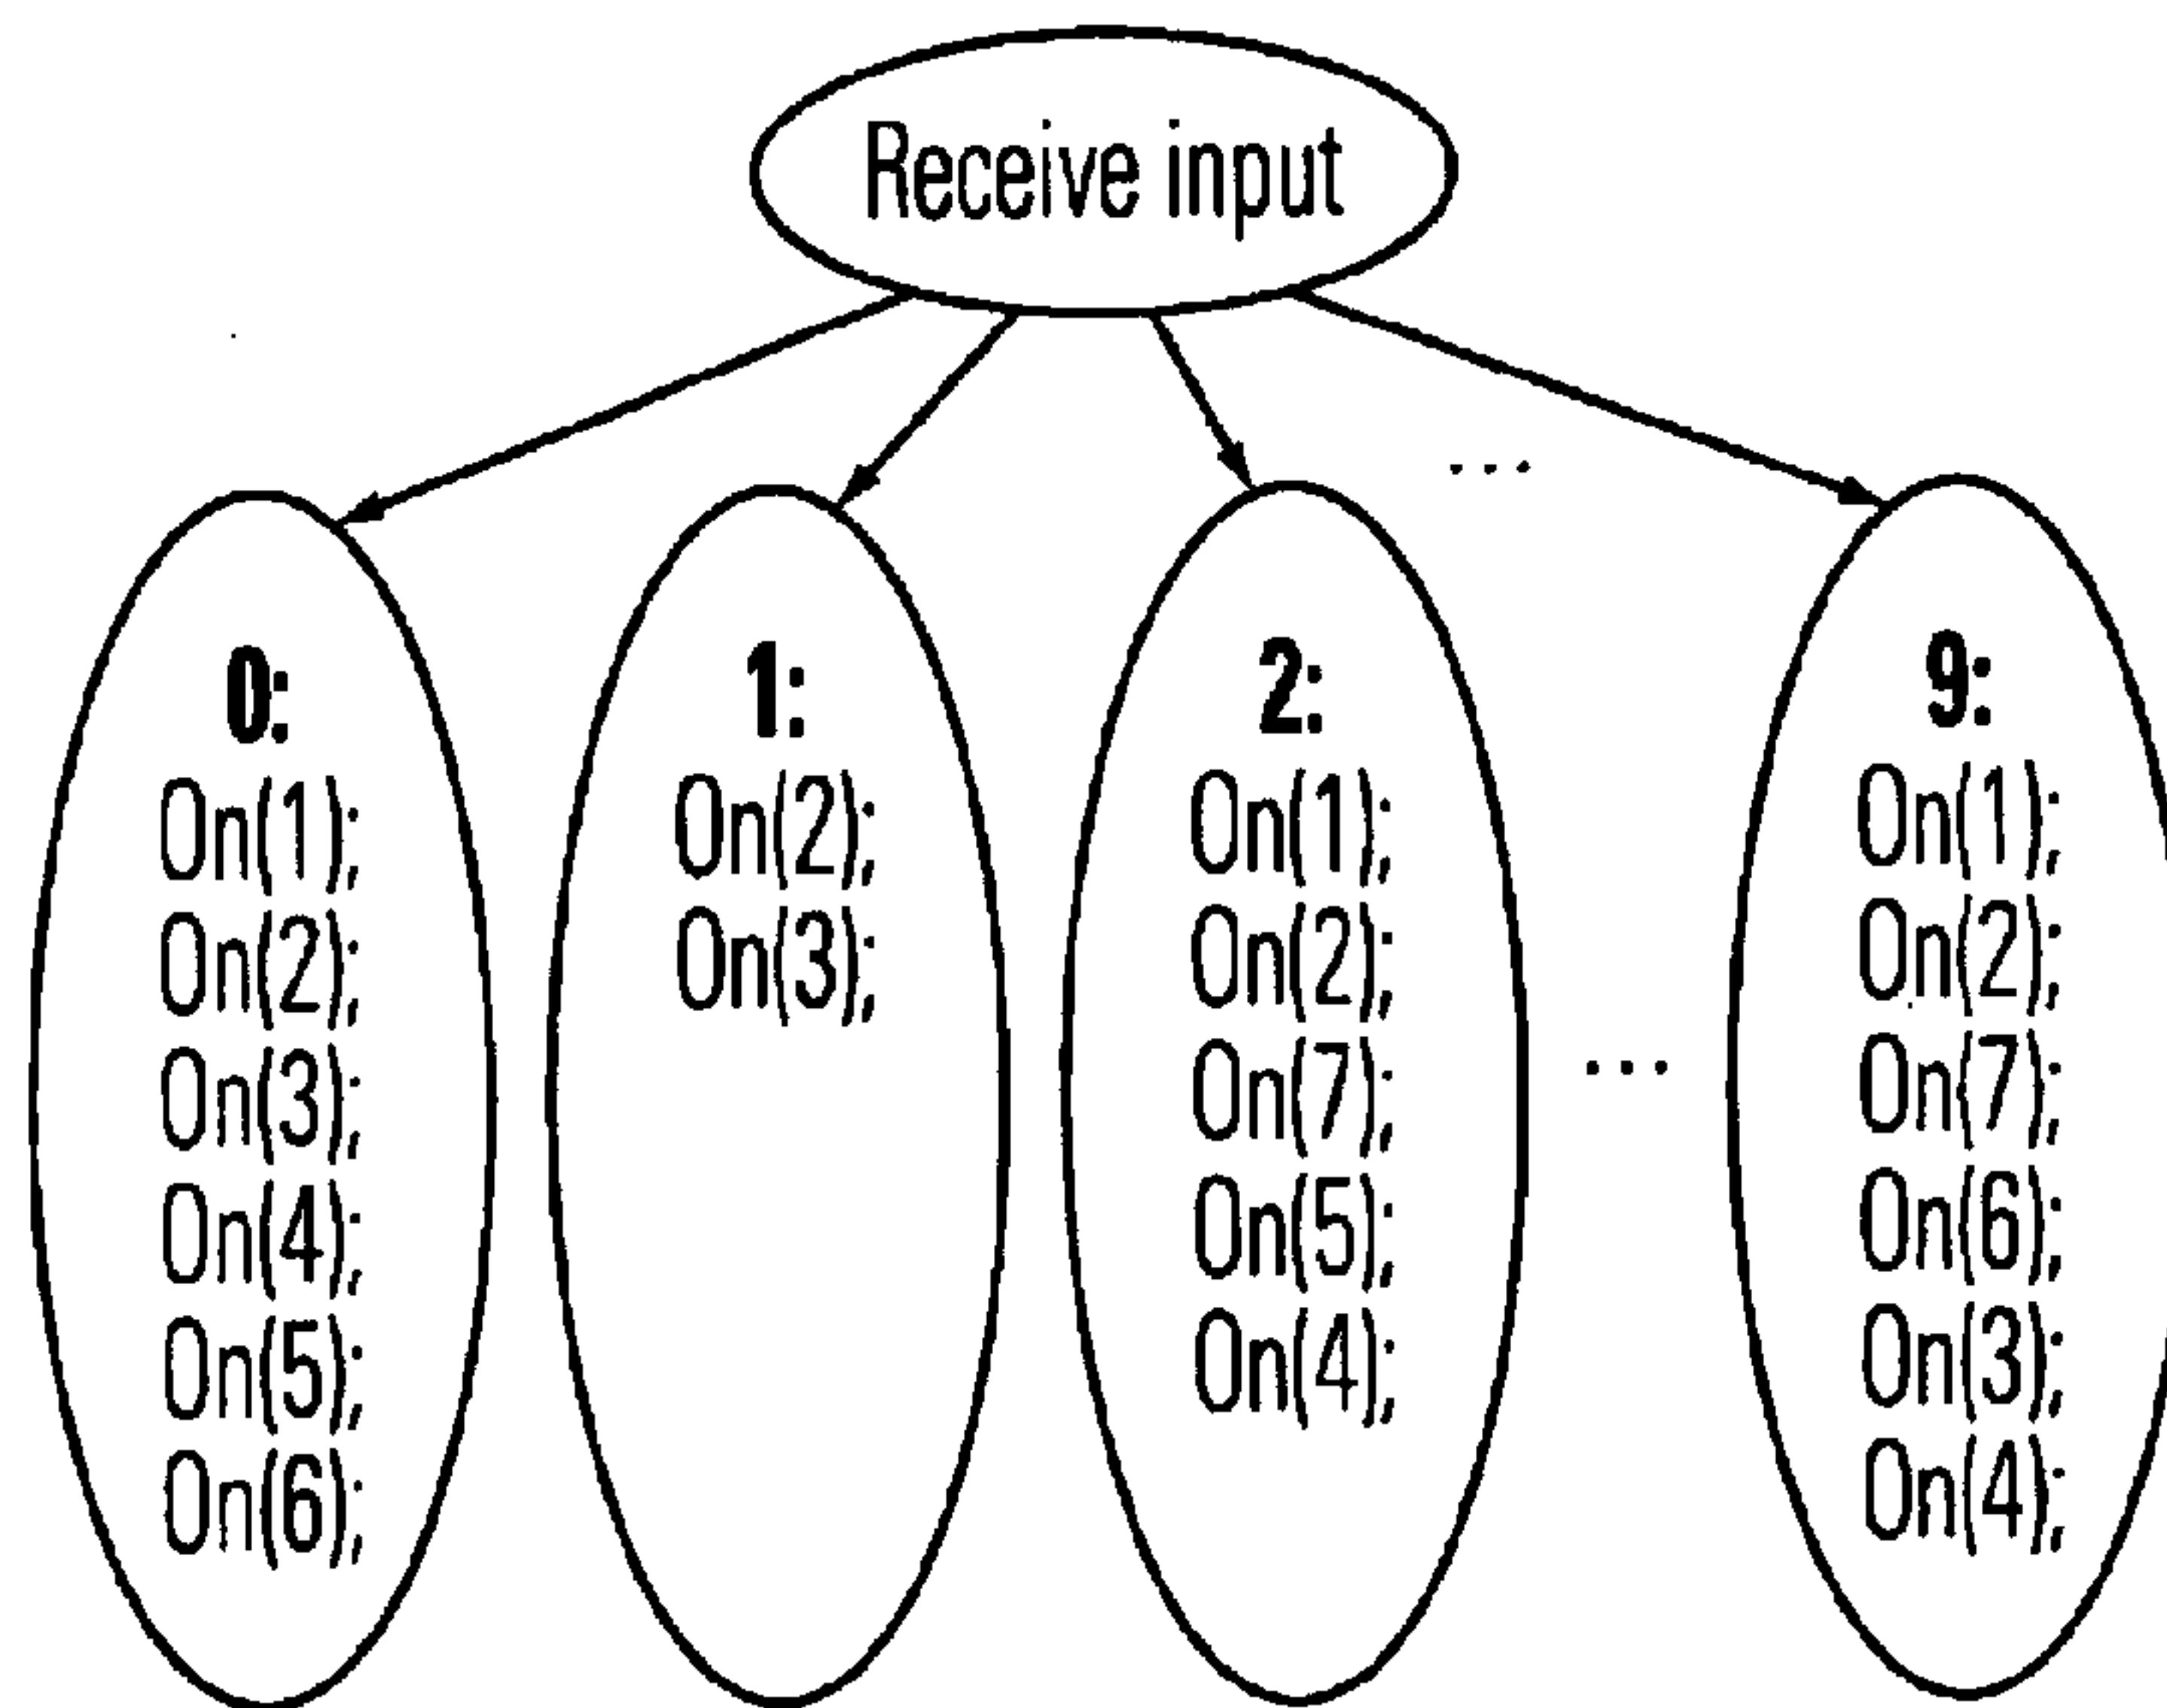 Receive input
...
0:
On(1);
On(2);
On(3);
On(4);
On(5);
On(6);
1:
On(2);
On(3);
2:
On(1);
On(2);
On(7);
On(5);
On(4);
...
9:
On(1);
On(2);
On(7);
On(6);
On(3);
On(4);